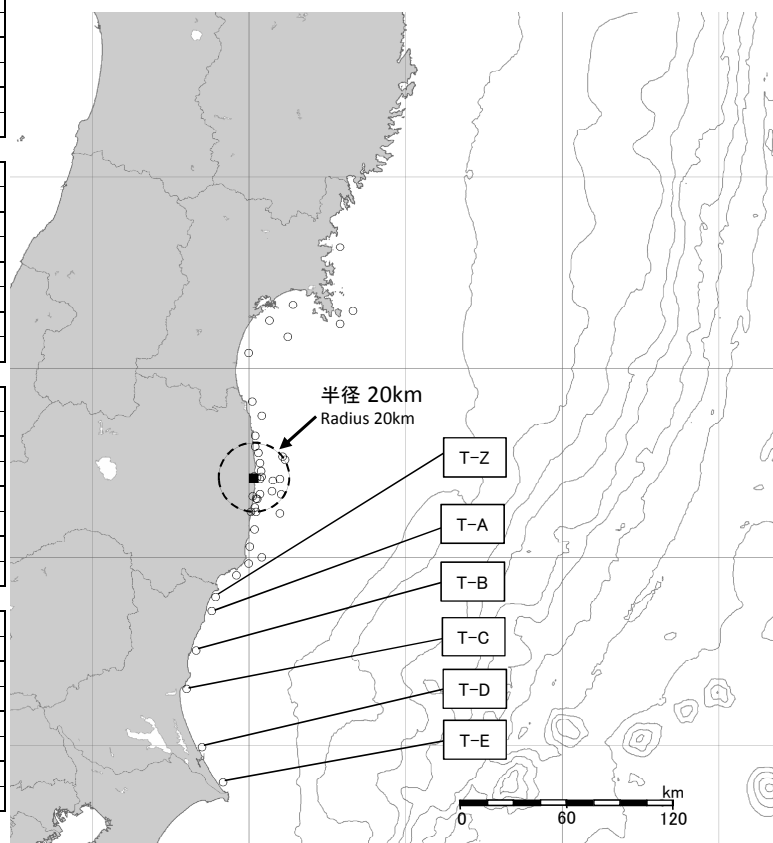 半径 20km
Radius 20km
T-Z
T-A
T-B
T-C
T-D
T-E
km
0 60 120